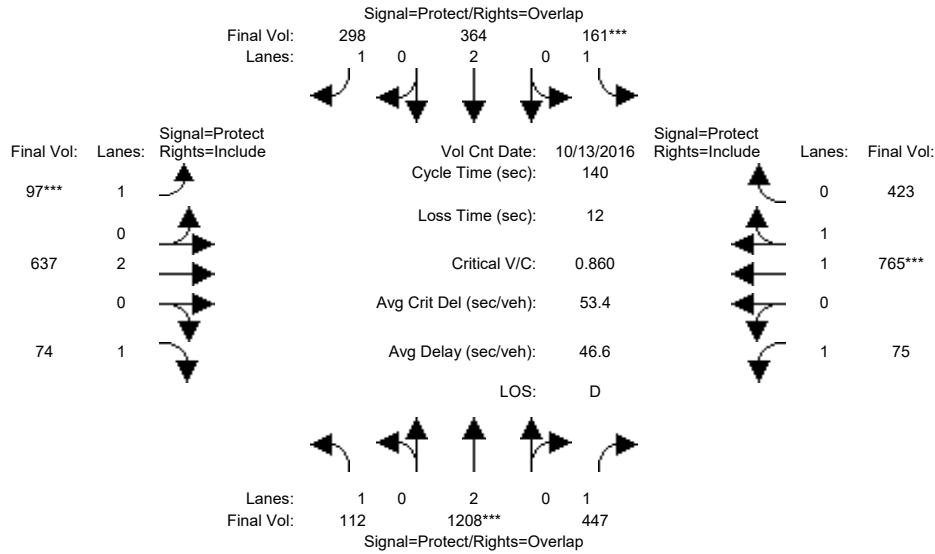 Signal=Protect/Rights=Overlap
Final Vol: 298 364 161***
Lanes: 1 0 2 0 1
Signal=Protect
Rights=Include
Final Vol: Lanes:
Vol Cnt Date: 10/13/2016
Signal=Protect
Rights=Include
Lanes: Final Vol:
Cycle Time (sec): 140
97*** 1
0 423
Loss Time (sec): 12
0
1
637 2
Critical V/C: 0.860
1 765***
0
Avg Crit Del (sec/veh): 53.4
0
74 1
Avg Delay (sec/veh): 46.6
1 75
LOS: D
Lanes: 1 0 2 0 1
Final Vol: 112 1208*** 447
Signal=Protect/Rights=Overlap